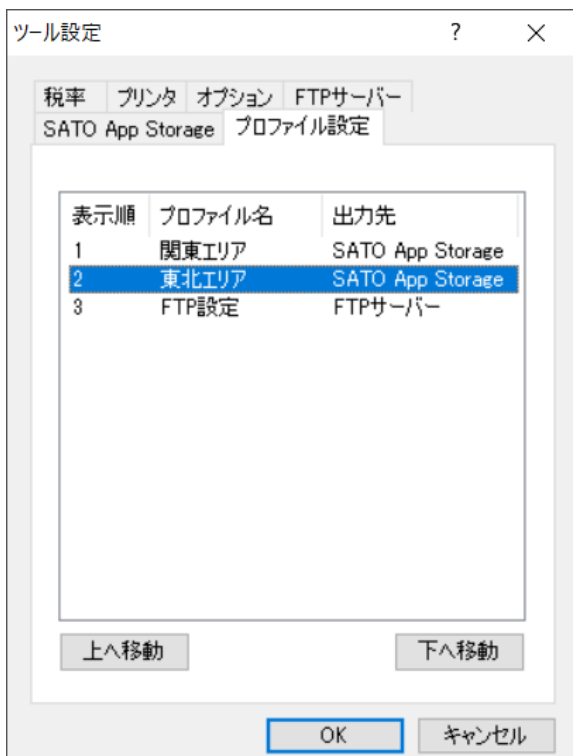 ツール設定 ? ×
税率 プリンタ オプション FTPサーバー
SATO App Storage プロファイル設定
表示順 プロファイル名 出力先
1 関東エリア SATO App Storage
2 東北エリア SATO App Storage
3 FTP設定 FTPサーバー
上へ移動 下へ移動
OK キャンセル